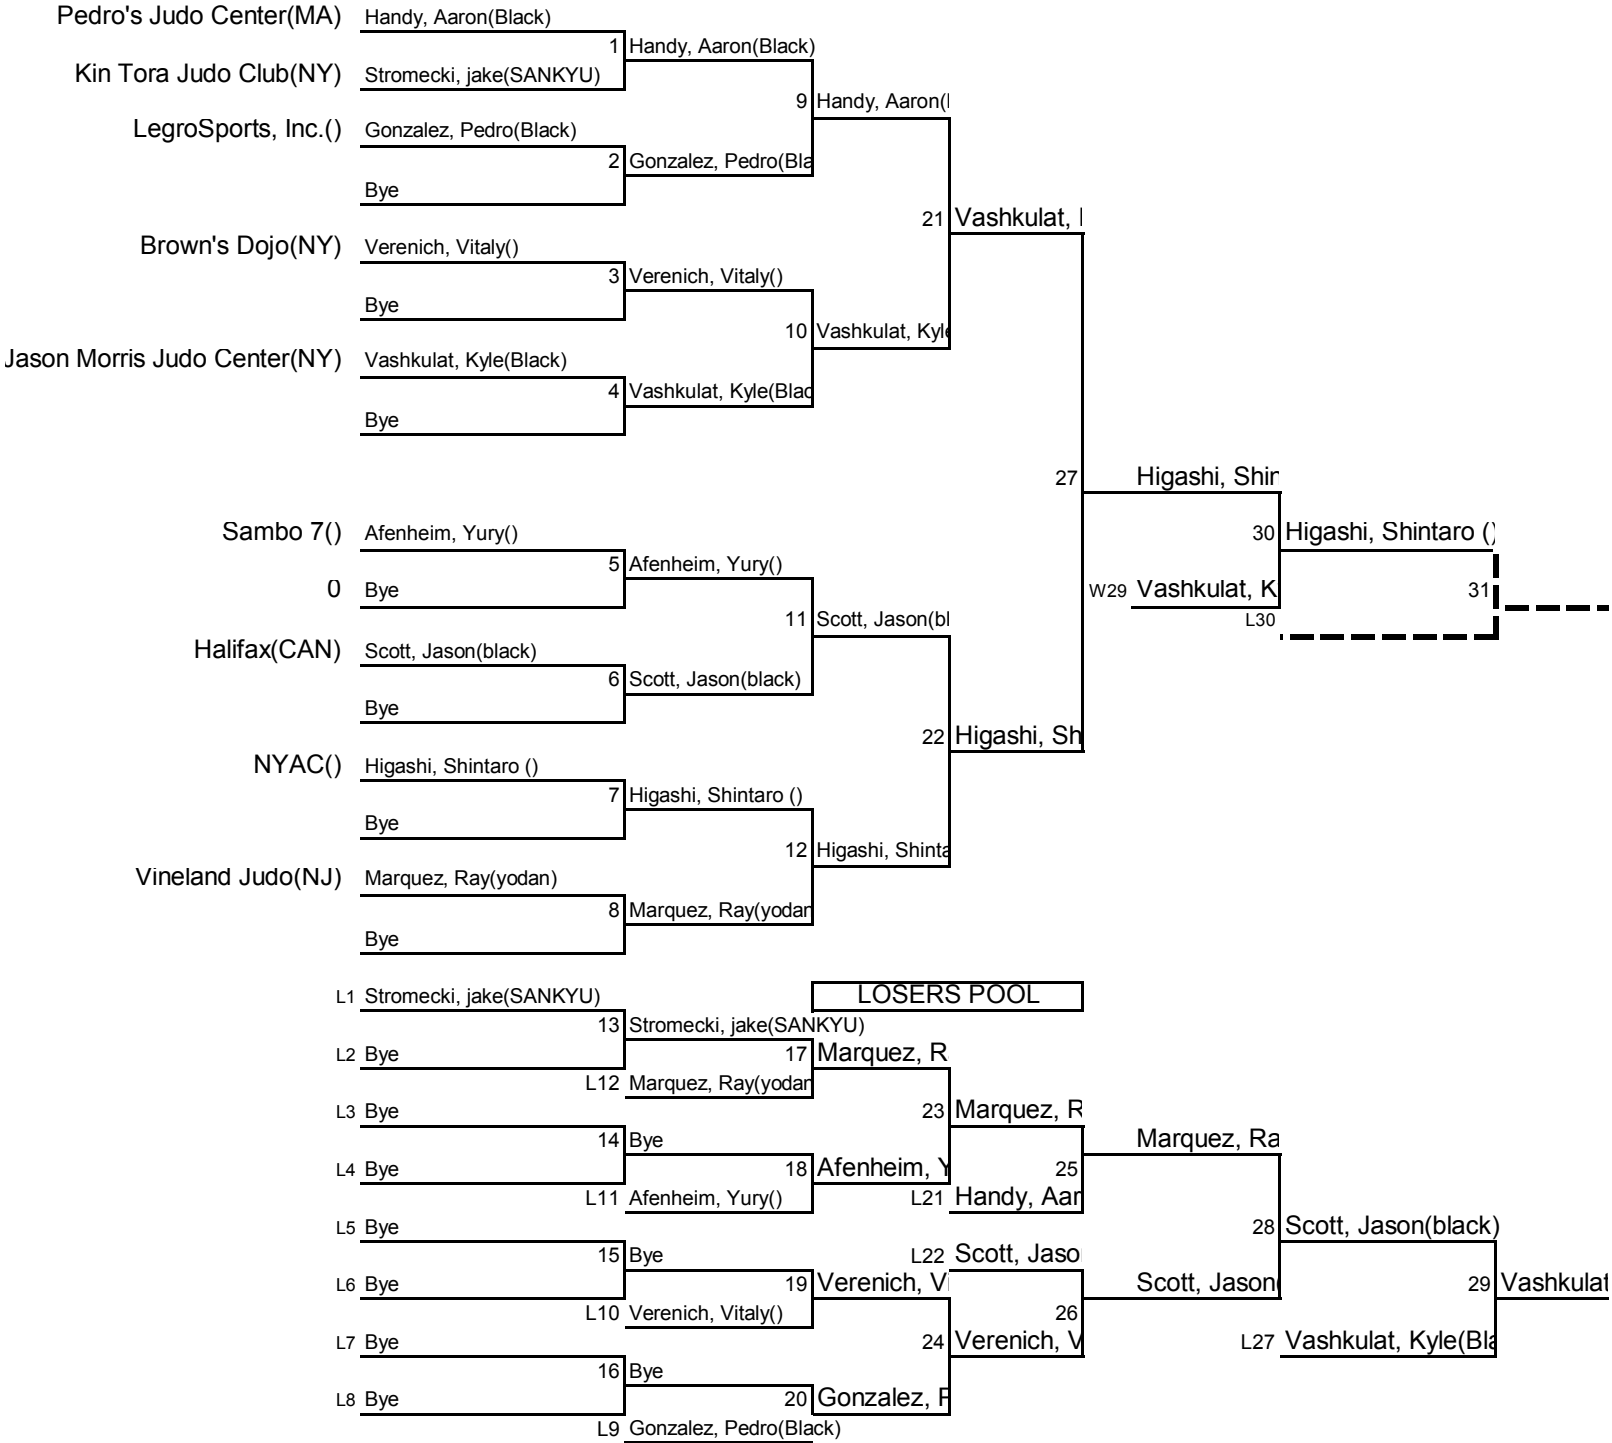 Pedro's Judo Center(MA) Handy, Aaron(Black)
1 Handy, Aaron(Black)
Kin Tora Judo Club(NY) Stromecki, jake(SANKYU)
9 Handy, Aaron(
LegroSports, Inc.() Gonzalez, Pedro(Black)
2 Gonzalez, Pedro(Bla
Bye
21 Vashkulat,
Brown's Dojo(NY) Verenich, Vitaly()
3 Verenich, Vitaly()
Bye
10 Vashkulat, Kyle
Jason Morris Judo Center(NY) Vashkulat, Kyle(Black)
4 Vashkulat, Kyle(Blac
Bye
27 Higashi, Shin
Sambo 7() Afenheim, Yury()
30 Higashi, Shintaro ()
5 Afenheim, Yury()
0 Bye
W29 Vashkulat, K
31
11 Scott, Jason(bl
L30
Halifax(CAN) Scott, Jason(black)
6 Scott, Jason(black)
Bye
22 Higashi, Sh
NYAC() Higashi, Shintaro ()
7 Higashi, Shintaro ()
Bye
12 Higashi, Shinta
Vineland Judo(NJ) Marquez, Ray(yodan)
8 Marquez, Ray(yodan
Bye
L1 Stromecki, jake(SANKYU)
LOSERS POOL
13 Stromecki, jake(SANKYU)
L2 Bye
17 Marquez, R
L12 Marquez, Ray(yodan
L3 Bye
23 Marquez, R
14 Bye
Marquez, Ra
L4 Bye
18 Afenheim, Y
25
L11 Afenheim, Yury()
L21 Handy, Aar
L5 Bye
28 Scott, Jason(black)
15 Bye
L22 Scott, Jaso
L6 Bye
19 Verenich, Vi
Scott, Jason(
29 Vashkulat
L10 Verenich, Vitaly()
26
L7 Bye
24 Verenich, V
L27 Vashkulat, Kyle(Bla
16 Bye
L8 Bye
20 Gonzalez, P
L9 Gonzalez, Pedro(Black)